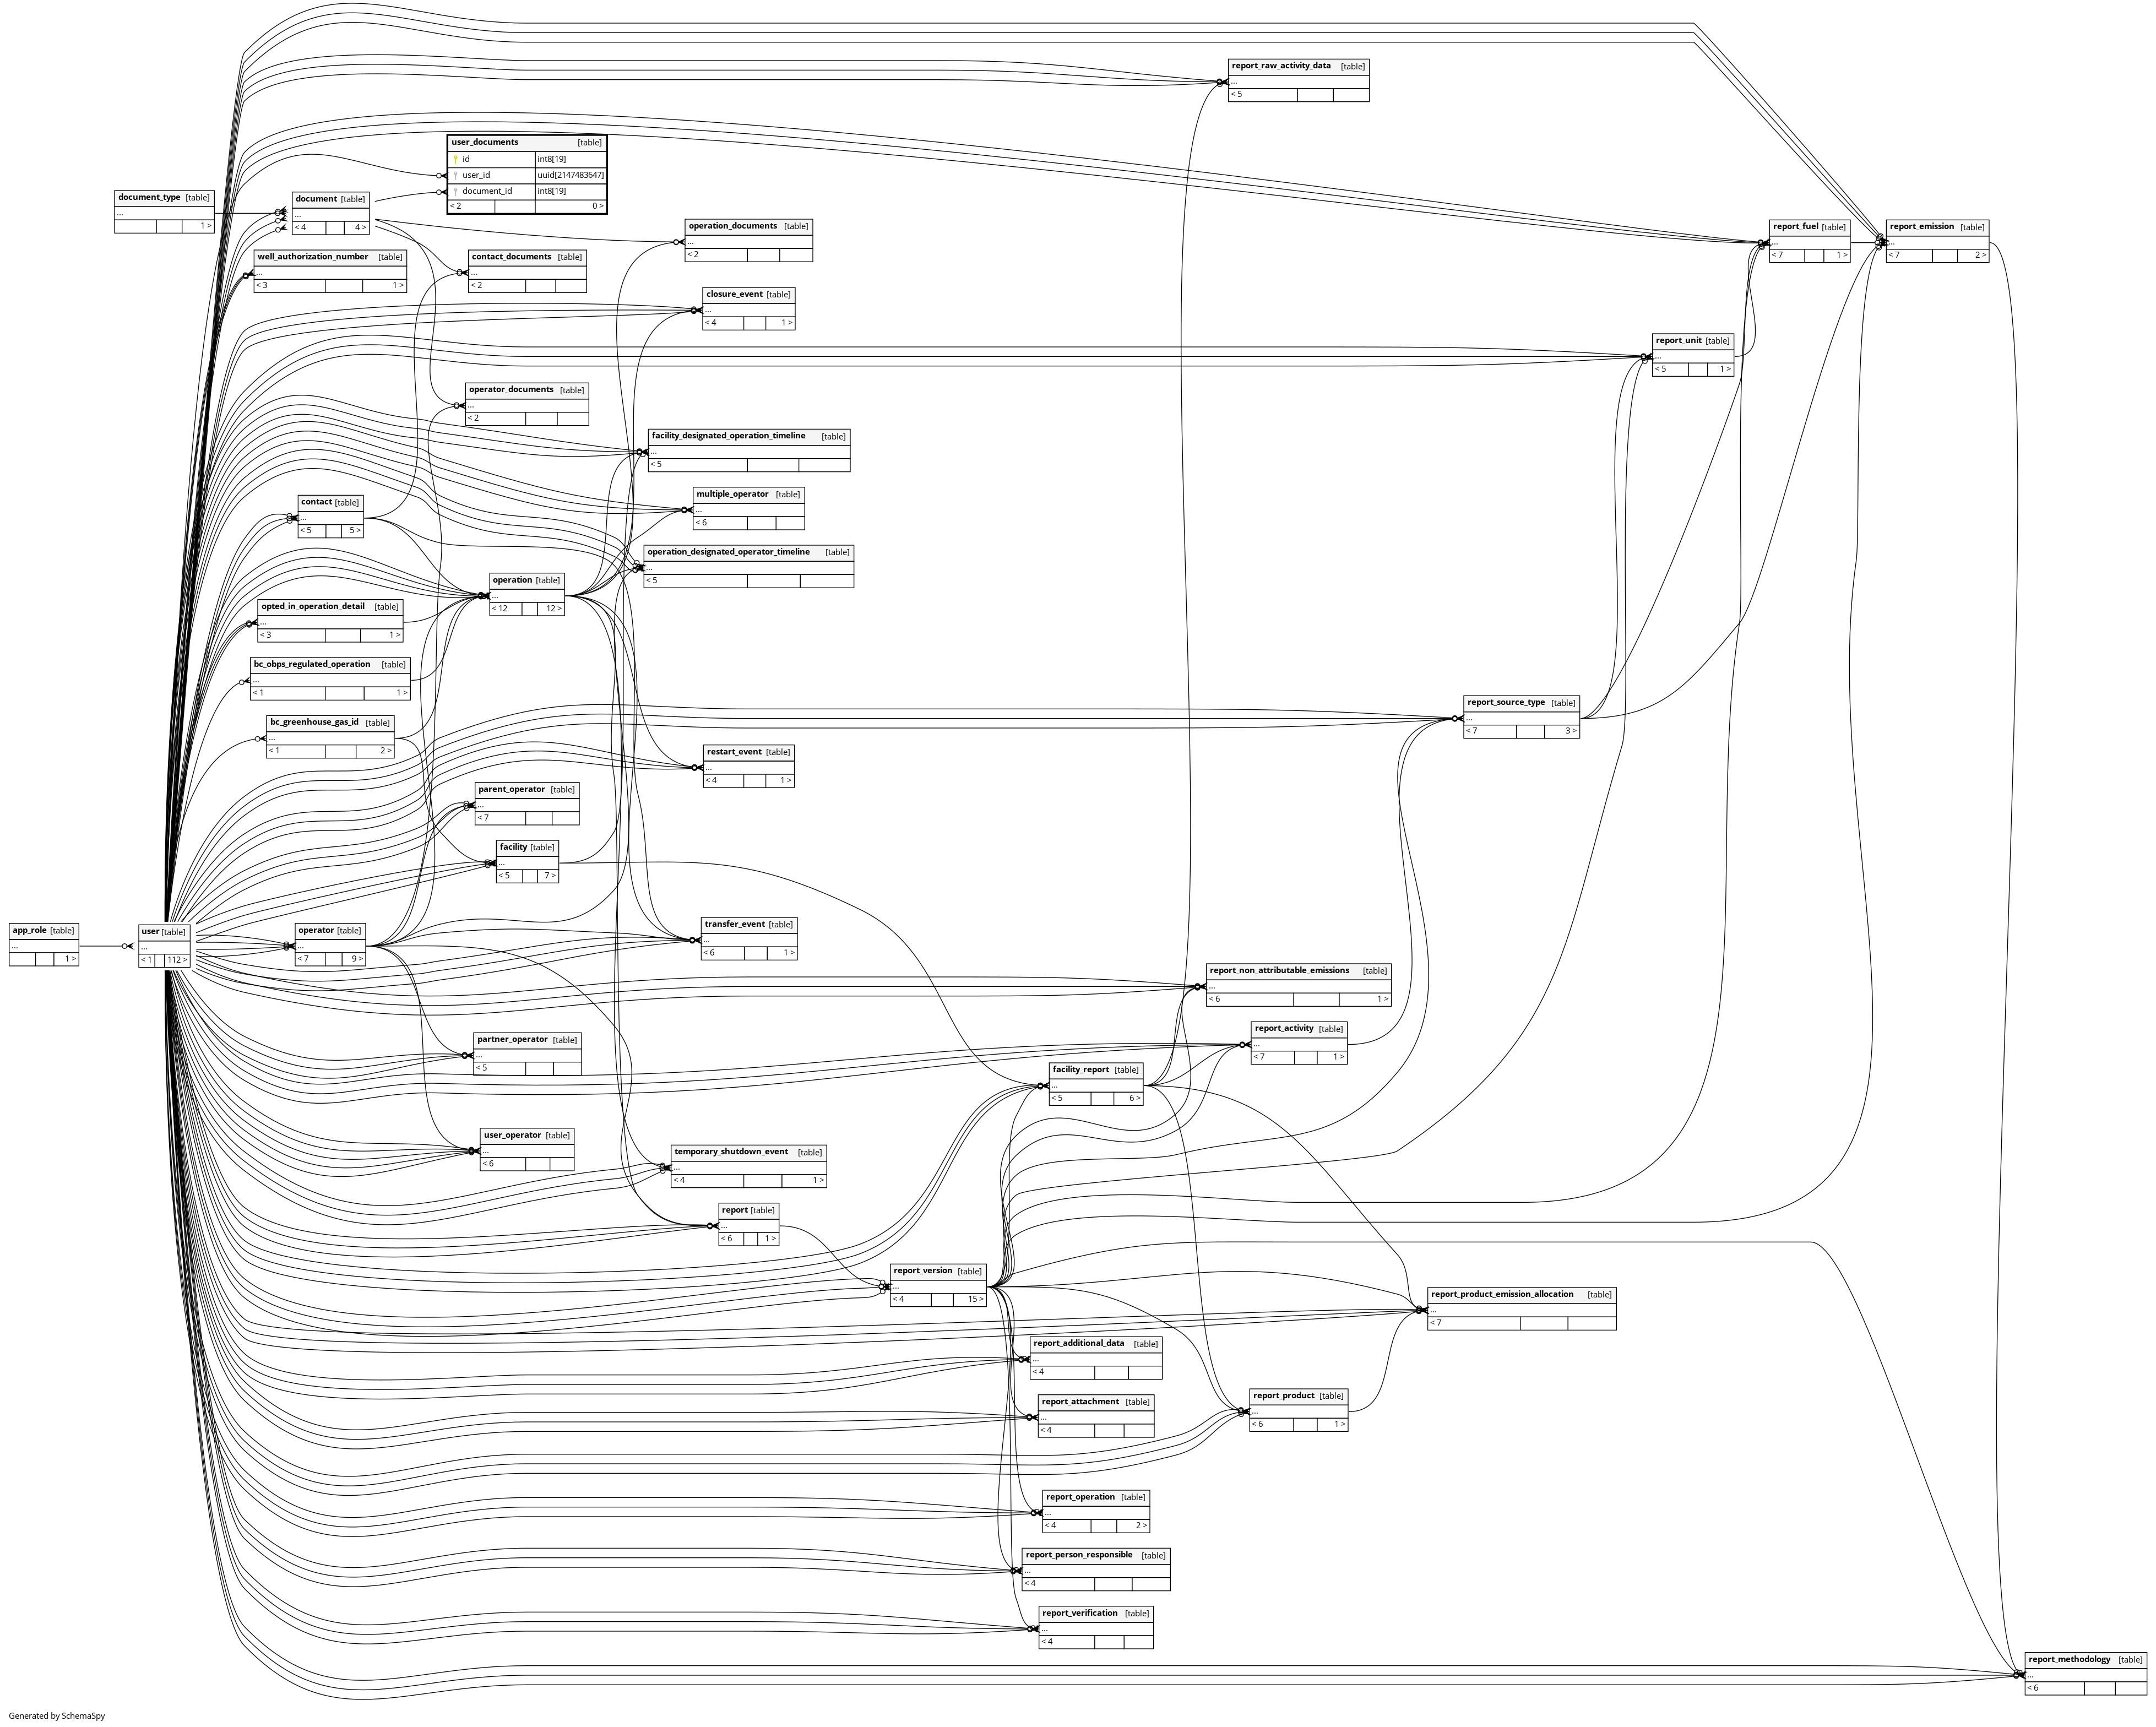 report_raw_activity_data [table]
...
< 5
user_documents [table]
id int8[19]
user_id uuid[2147483647]
document_id int8[19]
< 2 0 >
document_type [table]
...
1 >
document [table]
...
< 4 4 >
operation_documents [table]
...
< 2
report_fuel [table]
...
< 7 1 >
report_emission [table]
...
< 7 2 >
well_authorization_number [table]
...
< 3 1 >
contact_documents [table]
...
< 2
closure_event [table]
...
< 4 1 >
report_unit [table]
...
< 5 1 >
operator_documents [table]
...
< 2
facility_designated_operation_timeline [table]
...
< 5
contact [table]
...
< 5 5 >
multiple_operator [table]
...
< 6
operation_designated_operator_timeline [table]
...
< 5
operation [table]
...
< 12 12 >
opted_in_operation_detail [table]
...
< 3 1 >
bc_obps_regulated_operation [table]
...
< 1 1 >
report_source_type [table]
...
< 7 3 >
bc_greenhouse_gas_id [table]
...
< 1 2 >
restart_event [table]
...
< 4 1 >
parent_operator [table]
...
< 7
facility [table]
...
< 5 7 >
app_role [table]
...
1 >
user [table]
...
< 1 112 >
operator [table]
...
< 7 9 >
transfer_event [table]
...
< 6 1 >
report_non_attributable_emissions [table]
...
< 6 1 >
partner_operator [table]
...
< 5
report_activity [table]
...
< 7 1 >
facility_report [table]
...
< 5 6 >
user_operator [table]
...
< 6
temporary_shutdown_event [table]
...
< 4 1 >
report [table]
...
< 6 1 >
report_version [table]
...
< 4 15 >
report_product_emission_allocation [table]
...
< 7
report_additional_data [table]
...
< 4
report_attachment [table]
...
< 4
report_product [table]
...
< 6 1 >
report_operation [table]
...
< 4 2 >
report_person_responsible [table]
...
< 4
report_verification [table]
...
< 4
report_methodology [table]
...
< 6
Generated by SchemaSpy